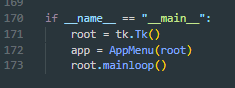 169
170 if __name__ == "__main__":
171     root = tk.Tk()
172     app = AppMenu(root)
173     root.mainloop()